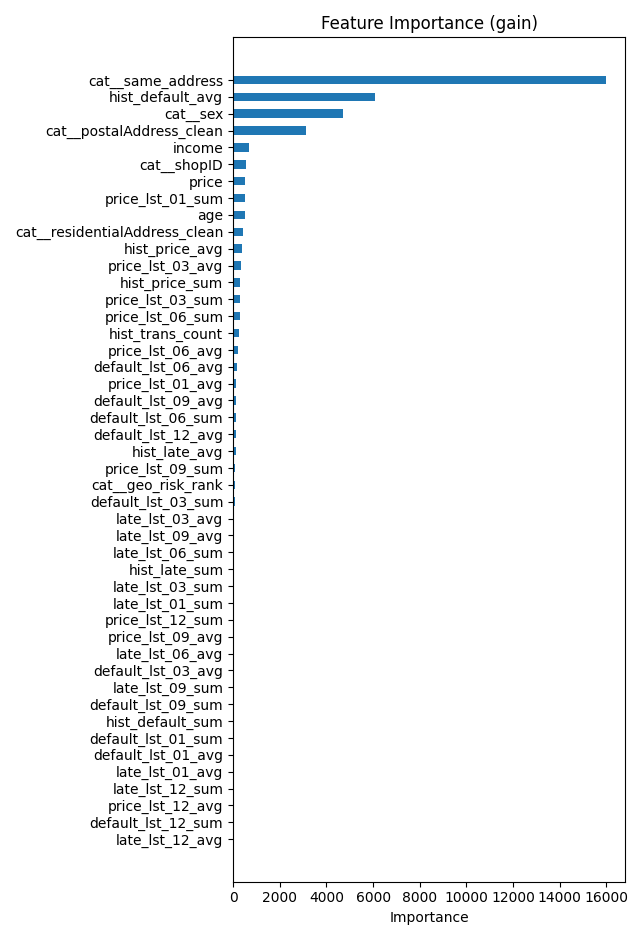 Feature Importance (gain)
cat__same_address
hist_default_avg
cat__sex
cat__postalAddress_clean
income
cat__shopID
price
price_lst_01_sum
age
cat__residentialAddress_clean
hist_price_avg
price_lst_03_avg
hist_price_sum
price_lst_03_sum
price_lst_06_sum
hist_trans_count
price_lst_06_avg
default_lst_06_avg
price_lst_01_avg
default_lst_09_avg
default_lst_06_sum
default_lst_12_avg
hist_late_avg
price_lst_09_sum
cat__geo_risk_rank
default_lst_03_sum
late_lst_03_avg
late_lst_09_avg
late_lst_06_sum
hist_late_sum
late_lst_03_sum
late_lst_01_sum
price_lst_12_sum
price_lst_09_avg
late_lst_06_avg
default_lst_03_avg
late_lst_09_sum
default_lst_09_sum
hist_default_sum
default_lst_01_sum
default_lst_01_avg
late_lst_01_avg
late_lst_12_sum
price_lst_12_avg
default_lst_12_sum
late_lst_12_avg
0 2000 4000 6000 8000 10000 12000 14000 16000
Importance